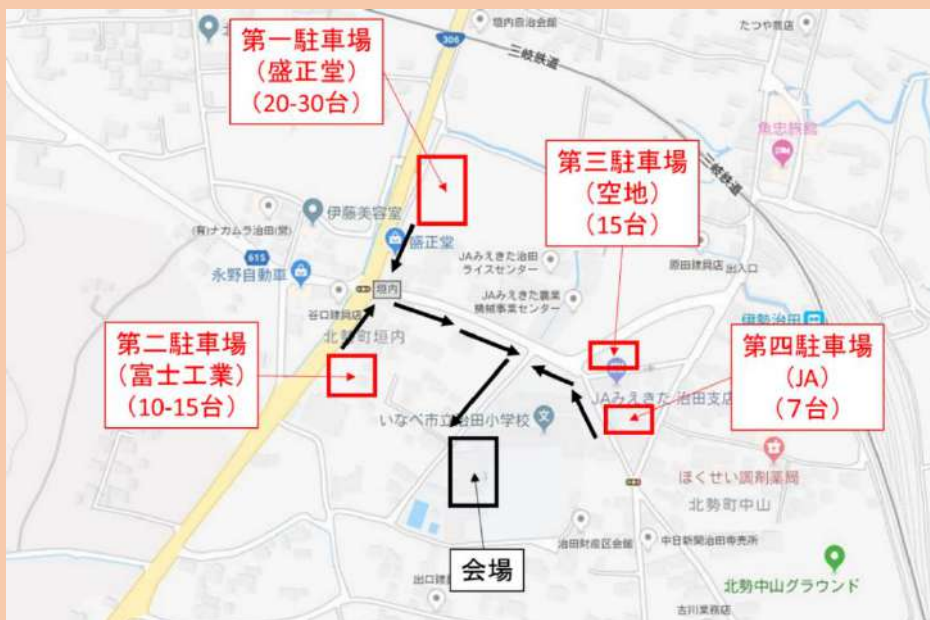 垣内自治会館
306
三岐鉄道
第一駐車場
（盛正堂）
（20-30台）
魚忠旅館
三岐鉄道
第三駐車場
（空地）
（15台）
伊藤美容室
(有)ナカムラ治田(営)
盛正堂
JAみえきた治田
ライスセンター
原田建具店
出入口
615
永野自動車
垣内
JAみえきた農業
機械事業センター
谷口建具店
北勢町垣内
伊勢治田
第二駐車場
（富士工業）
（10-15台）
第四駐車場
（JA）
（7台）
JAみえきた 治田支店
いなべ市立治田小学校
文
ほくせい調剤薬局
北勢町中山
会場
治田財産区会館
中日新聞治田専売所
北勢中山グラウンド
古川業務店